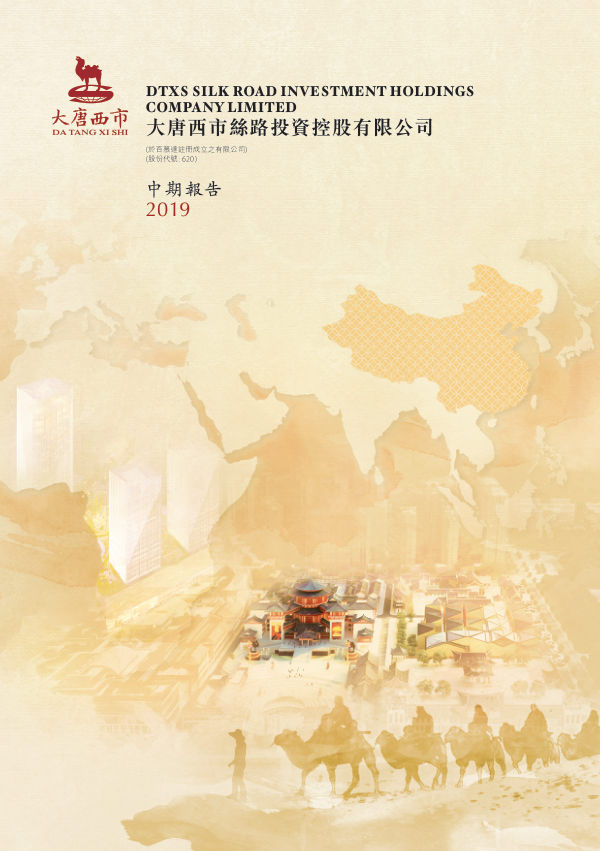 大唐西市
DA TANG XI SHI
DTXS SILK ROAD INVESTMENT HOLDINGS
COMPANY LIMITED
大唐西市絲路投資控股有限公司
(於百慕達註冊成立之有限公司)
(股份代號: 620)
中期報告
2019